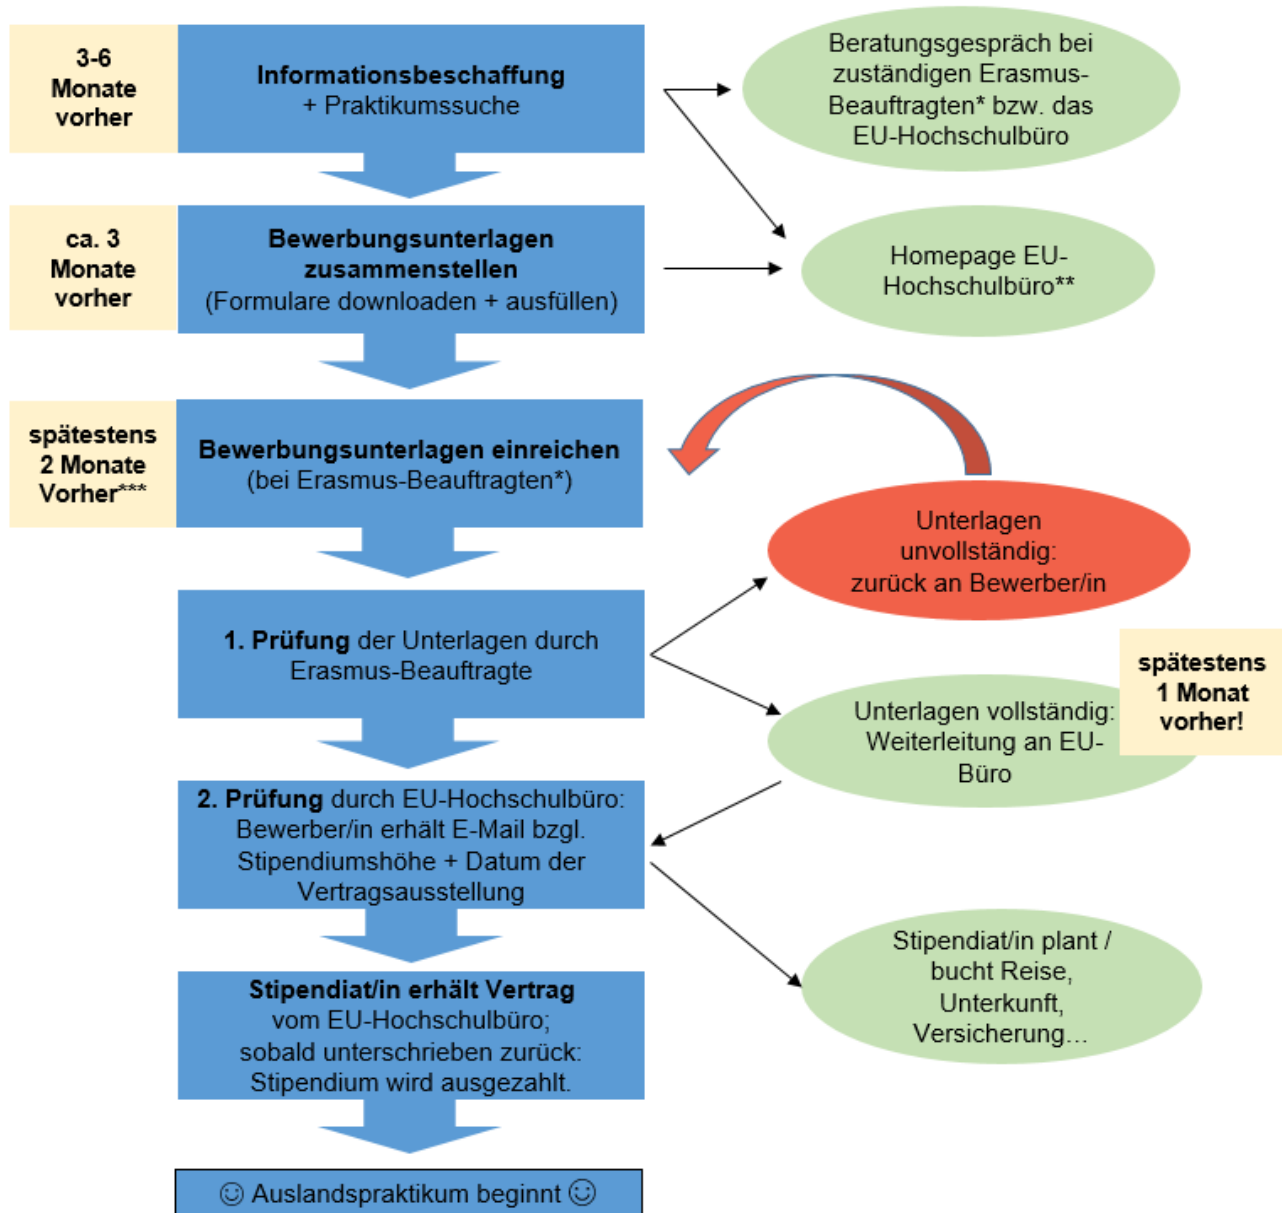 3-6
Monate
vorher
Informationsbeschaffung
+ Praktikumssuche
Beratungsgespräch bei
zuständigen Erasmus-
Beauftragten* bzw. das
EU-Hochschulbüro
ca. 3
Monate
vorher
Bewerbungsunterlagen
zusammenstellen
(Formulare downloaden + ausfüllen)
Homepage EU-
Hochschulbüro**
spätestens
2 Monate
Vorher***
Bewerbungsunterlagen einreichen
(bei Erasmus-Beauftragten*)
Unterlagen
unvollständig:
zurück an Bewerber/in
1. Prüfung der Unterlagen durch
Erasmus-Beauftragte
spätestens
1 Monat
vorher!
Unterlagen vollständig:
Weiterleitung an EU-
Büro
2. Prüfung durch EU-Hochschulbüro:
Bewerber/in erhält E-Mail bzgl.
Stipendiumshöhe + Datum der
Vertragsausstellung
Stipendiat/in plant /
bucht Reise,
Unterkunft,
Versicherung...
Stipendiat/in erhält Vertrag
vom EU-Hochschulbüro;
sobald unterschrieben zurück:
Stipendium wird ausgezahlt.
☺ Auslandspraktikum beginnt ☺